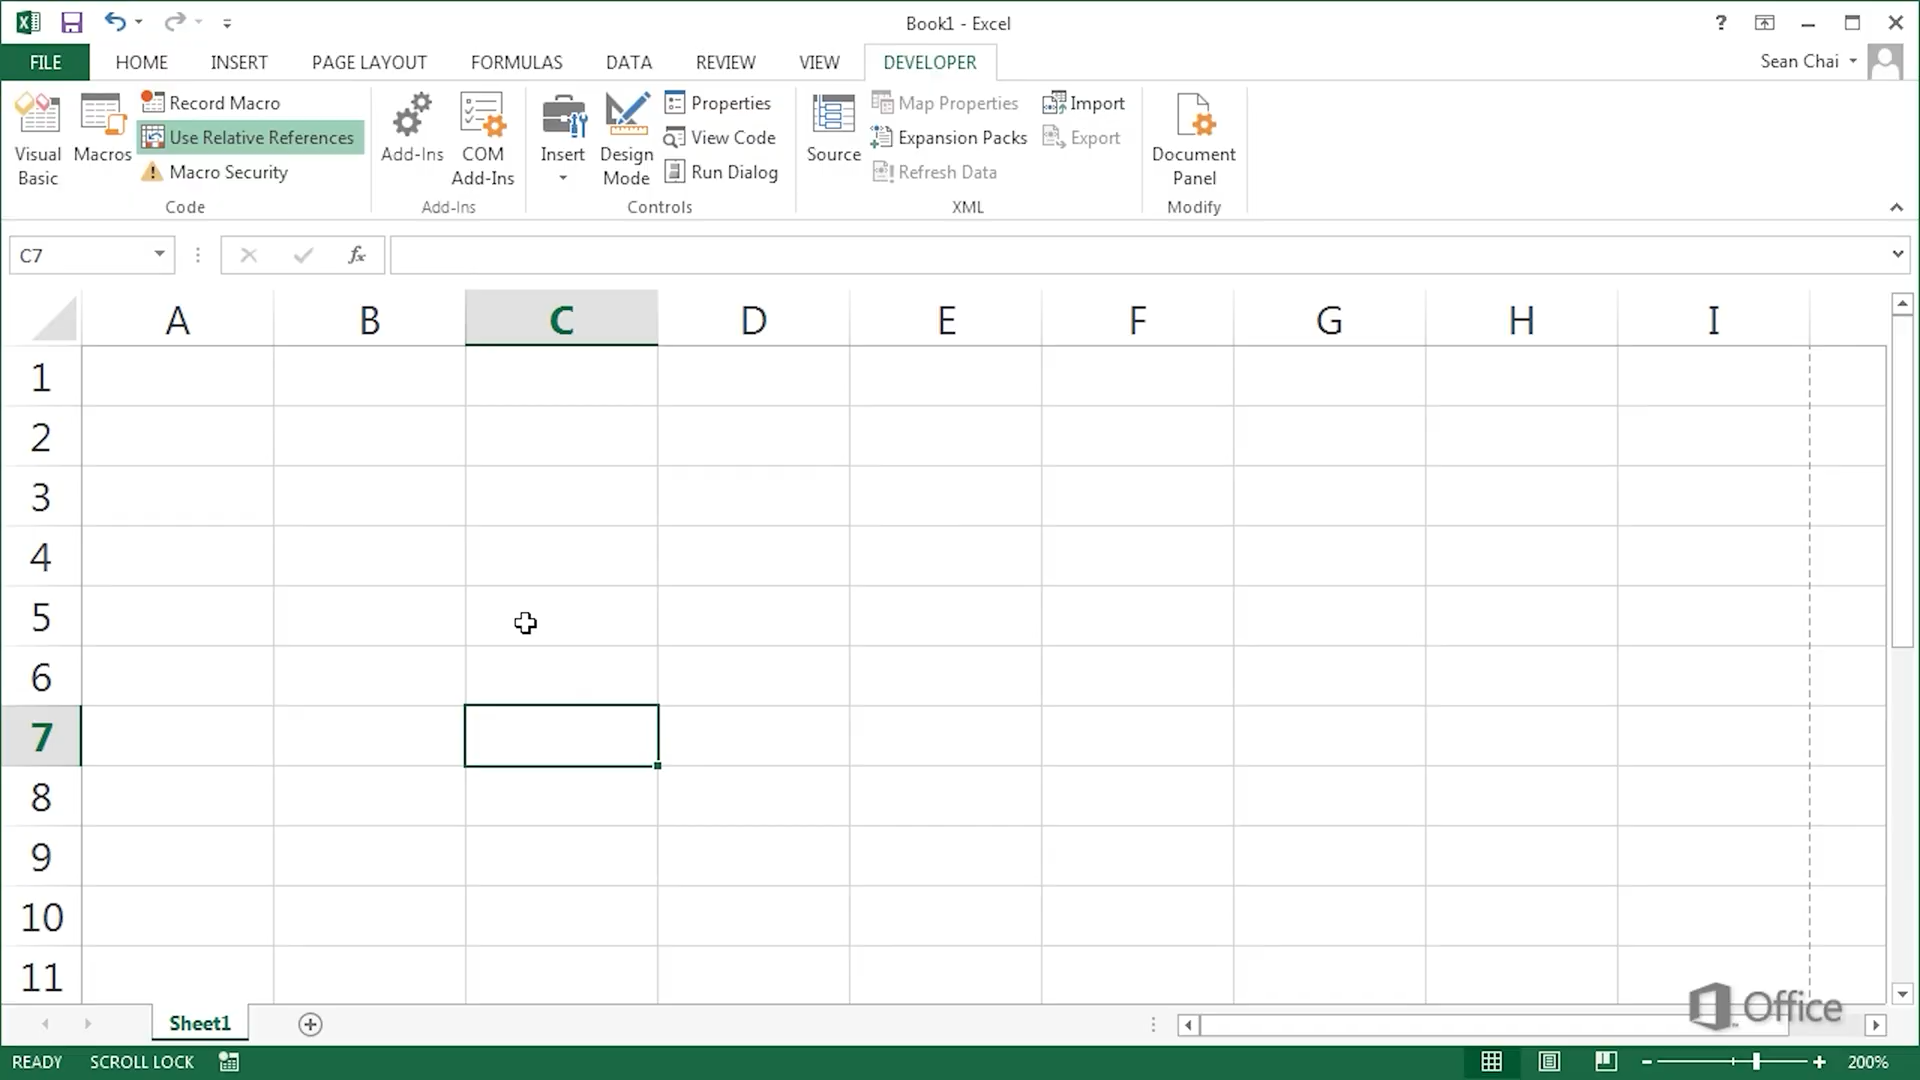 Book1 - Excel
?
FILE HOME INSERT PAGE LAYOUT FORMULAS DATA REVIEW VIEW DEVELOPER Sean Chai
Visual Basic
Macros
Record Macro
Use Relative References
Macro Security
Code
Add-Ins
COM Add-Ins
Add-Ins
Insert
Design Mode
Properties
View Code
Run Dialog
Controls
Source
Map Properties
Expansion Packs
Refresh Data
Import
Export
XML
Document Panel
Modify
C7 fx
A B C D E F G H I
1
2
3
4
5
6
7
8
9
10
11
Office
Sheet1
READY SCROLL LOCK 200%